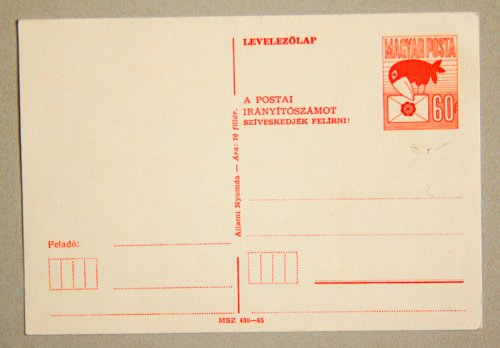 LEVELEZŐLAP
MAGYAR POSTA
60
A POSTAI
IRÁNYÍTÓSZÁMOT
SZÍVESKEDJÉK FELÍRNI!
Állami Nyomda — Ára: 70 fillér.
Feladó:
MSZ 430—65